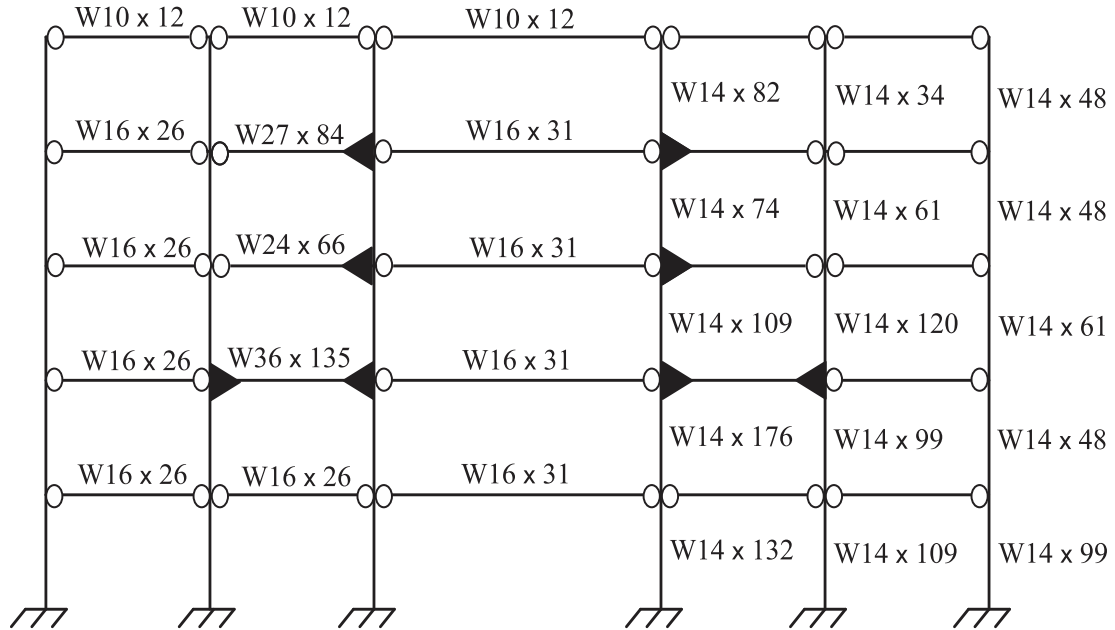 W10 x 12 W10 x 12 W10 x 12
W14 x 82 W14 x 34 W14 x 48
W16 x 26 W27 x 84 W16 x 31
W14 x 74 W14 x 61 W14 x 48
W16 x 26 W24 x 66 W16 x 31
W14 x 109 W14 x 120 W14 x 61
W16 x 26 W36 x 135 W16 x 31
W14 x 176 W14 x 99 W14 x 48
W16 x 26 W16 x 26 W16 x 31
W14 x 132 W14 x 109 W14 x 99